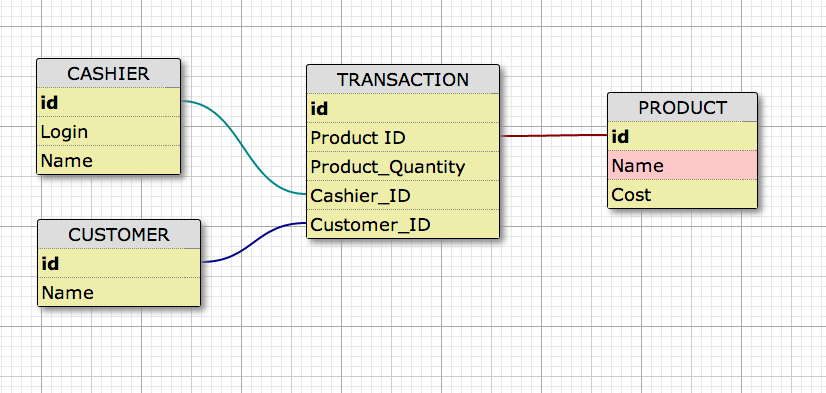 CASHIER
id
Login
Name
CUSTOMER
id
Name
TRANSACTION
id
Product ID
Product_Quantity
Cashier_ID
Customer_ID
PRODUCT
id
Name
Cost